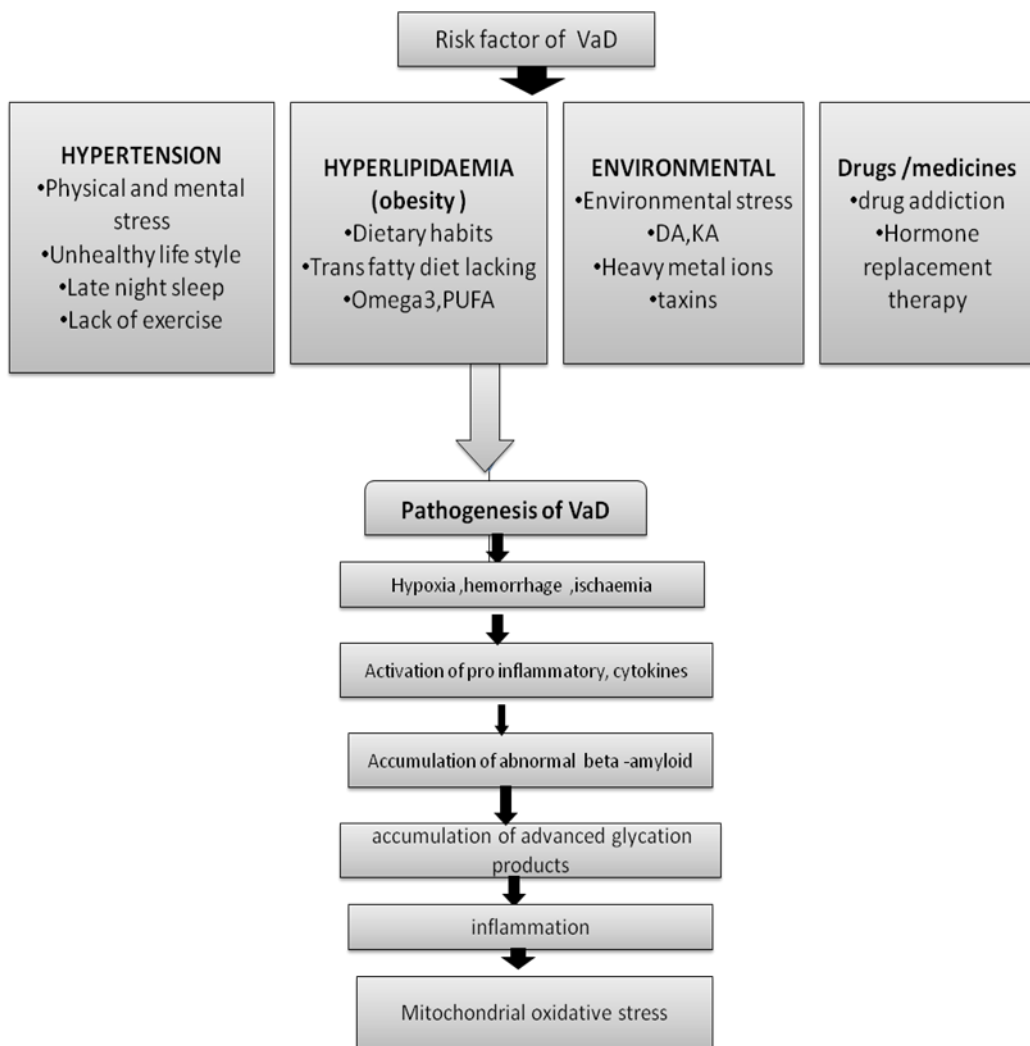 Risk factor of VaD
HYPERTENSION
•Physical and mental
stress
•Unhealthy life style
•Late night sleep
•Lack of exercise
HYPERLIPIDAEMIA
(obesity )
•Dietary habits
•Trans fatty diet lacking
•Omega3,PUFA
ENVIRONMENTAL
•Environmental stress
•DA,KA
•Heavy metal ions
•taxins
Drugs /medicines
•drug addiction
•Hormone
replacement
therapy
Pathogenesis of VaD
Hypoxia ,hemorrhage ,ischaemia
Activation of pro inflammatory, cytokines
Accumulation of abnormal beta -amyloid
accumulation of advanced glycation
products
inflammation
Mitochondrial oxidative stress